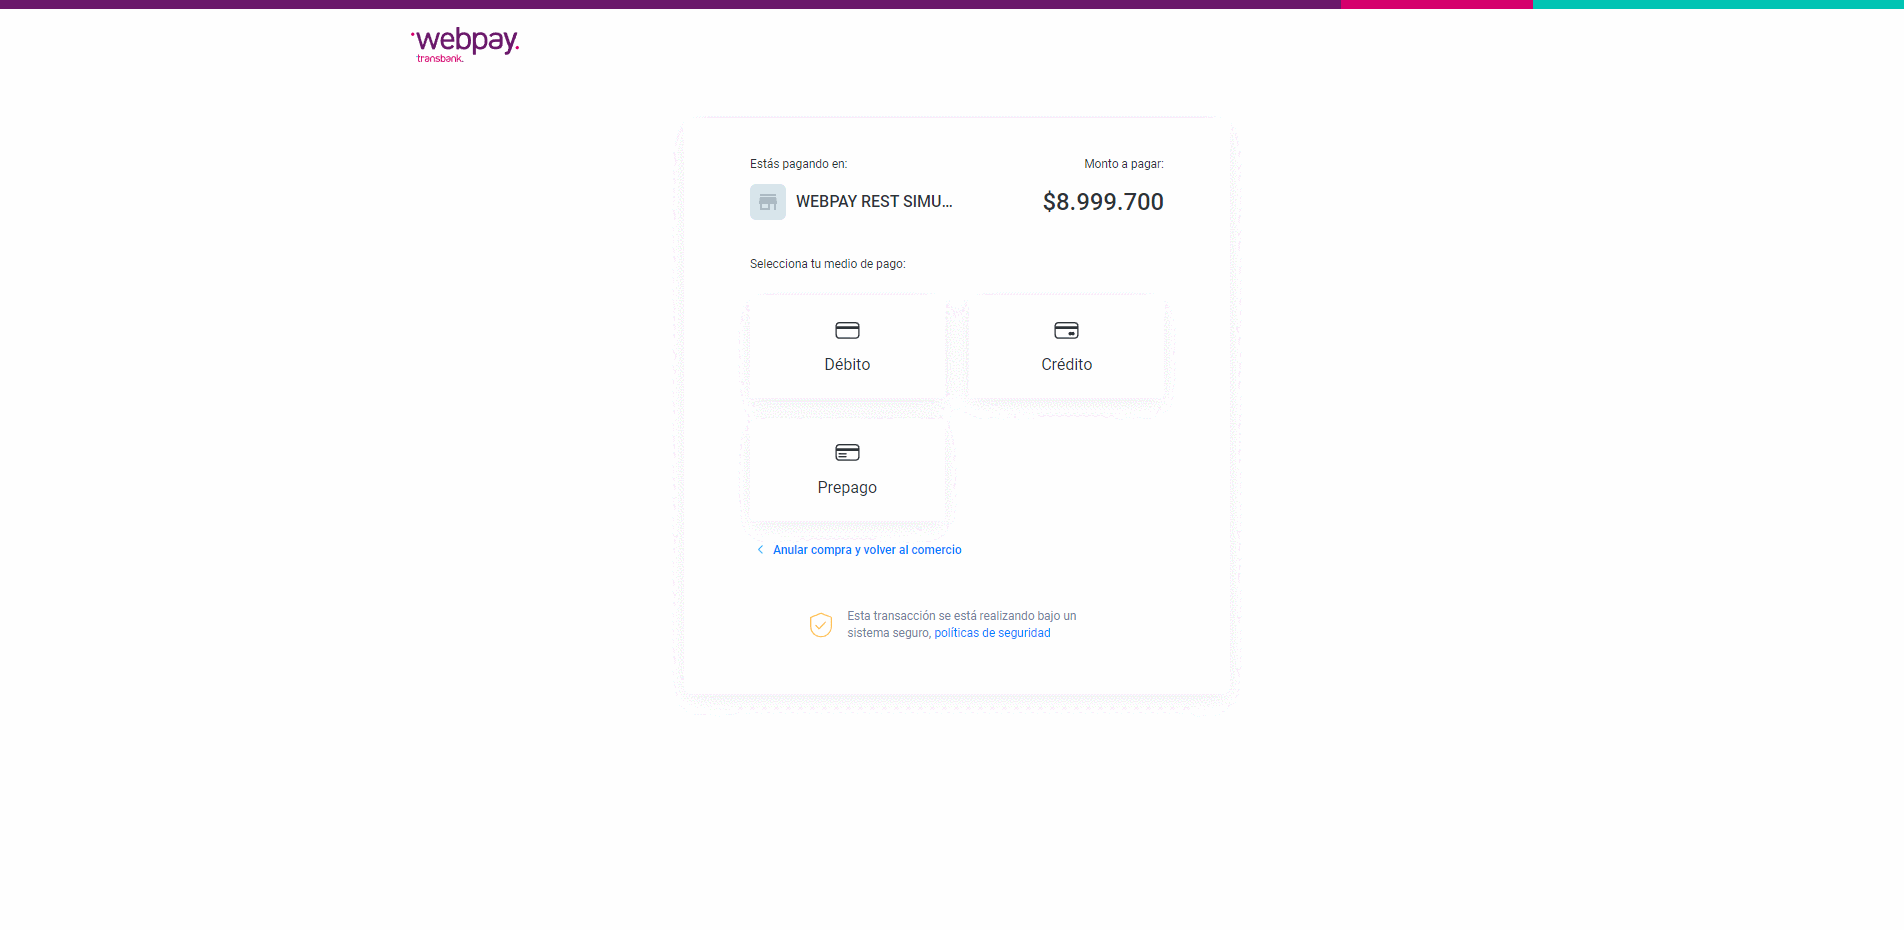 webpay.
transbank.
Estás pagando en:
Monto a pagar:
WEBPAY REST SIMU...
$8.999.700
Selecciona tu medio de pago:
Débito
Crédito
Prepago
Anular compra y volver al comercio
Esta transacción se está realizando bajo un
sistema seguro, políticas de seguridad